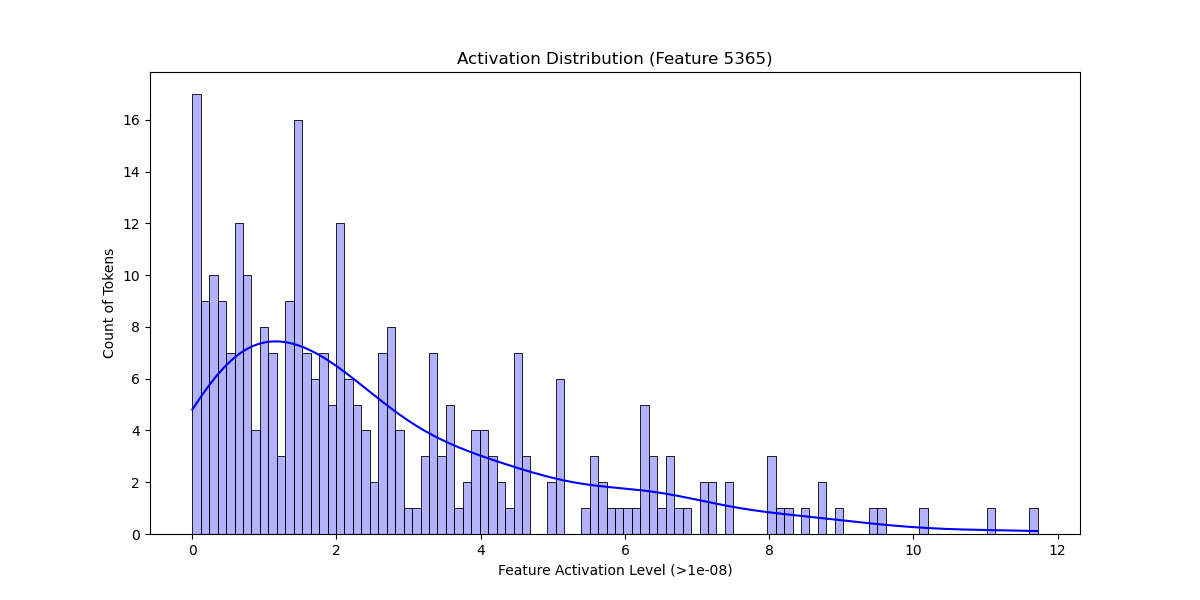 Activation Distribution (Feature 5365)
Count of Tokens
16
14
12
10
8
6
4
2
0
0 2 4 6 8 10 12
Feature Activation Level (>1e-08)